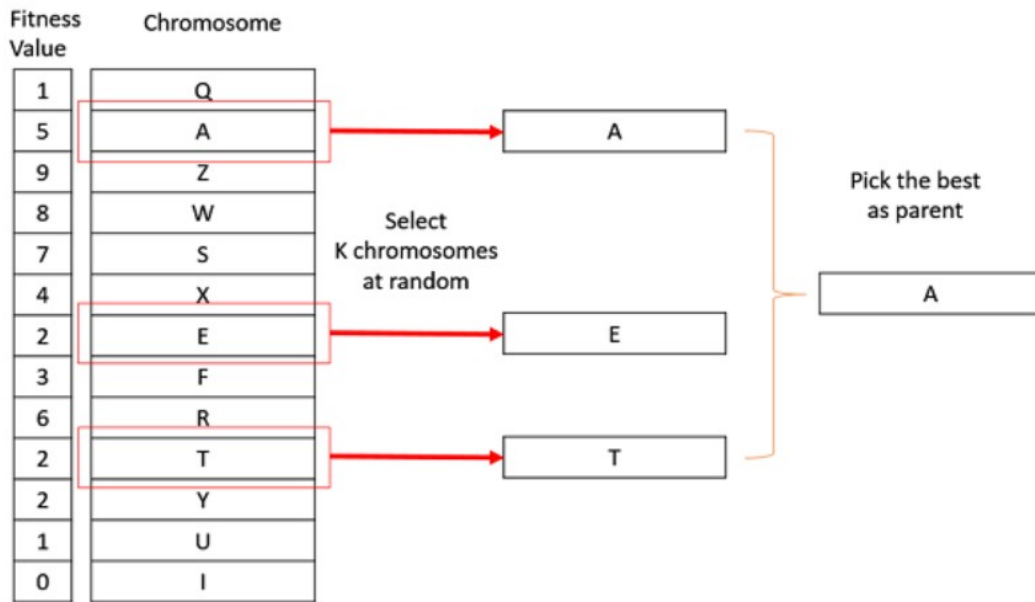 Fitness
Value
Chromosome
1 Q
5 A
9 Z
8 W
7 S
4 X
2 E
3 F
6 R
2 T
2 Y
1 U
0 I
Select
K chromosomes
at random
A
E
T
Pick the best
as parent
A